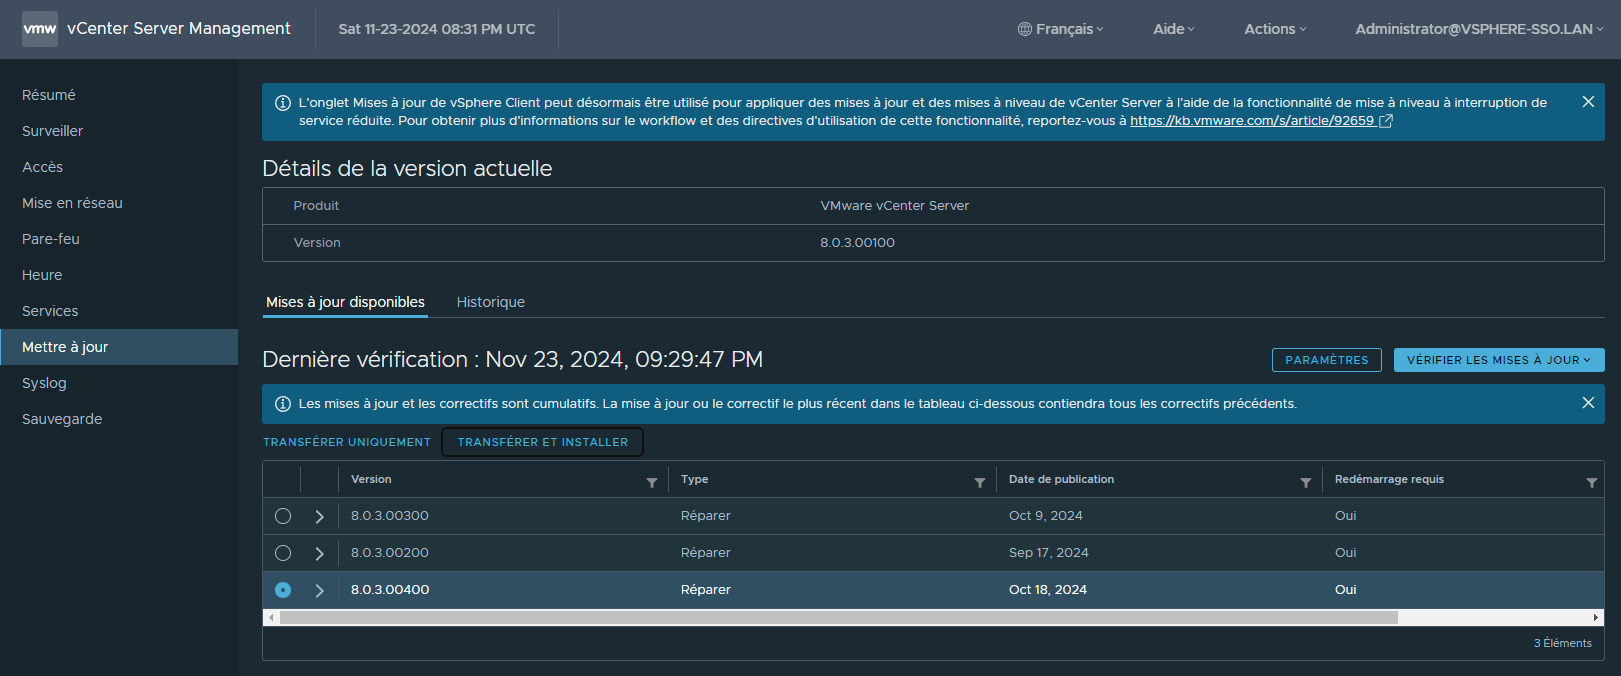 vmw vCenter Server Management Sat 11-23-2024 08:31 PM UTC Français Aide Actions Administrator@VSPHERE-SSO.LAN
Résumé
Surveiller
Accès
Mise en réseau
Pare-feu
Heure
Services
Mettre à jour
Syslog
Sauvegarde
L'onglet Mises à jour de vSphere Client peut désormais être utilisé pour appliquer des mises à jour et des mises à niveau de vCenter Server à l'aide de la fonctionnalité de mise à niveau à interruption de
service réduite. Pour obtenir plus d'informations sur le workflow et des directives d'utilisation de cette fonctionnalité, reportez-vous à https://kb.vmware.com/s/article/92659
Détails de la version actuelle
Produit VMware vCenter Server
Version 8.0.3.00100
Mises à jour disponibles Historique
Dernière vérification : Nov 23, 2024, 09:29:47 PM PARAMÈTRES VÉRIFIER LES MISES À JOUR
Les mises à jour et les correctifs sont cumulatifs. La mise à jour ou le correctif le plus récent dans le tableau ci-dessous contiendra tous les correctifs précédents.
TRANSFÉRER UNIQUEMENT TRANSFÉRER ET INSTALLER
Version Type Date de publication Redémarrage requis
8.0.3.00300 Réparer Oct 9, 2024 Oui
8.0.3.00200 Réparer Sep 17, 2024 Oui
8.0.3.00400 Réparer Oct 18, 2024 Oui
3 Éléments